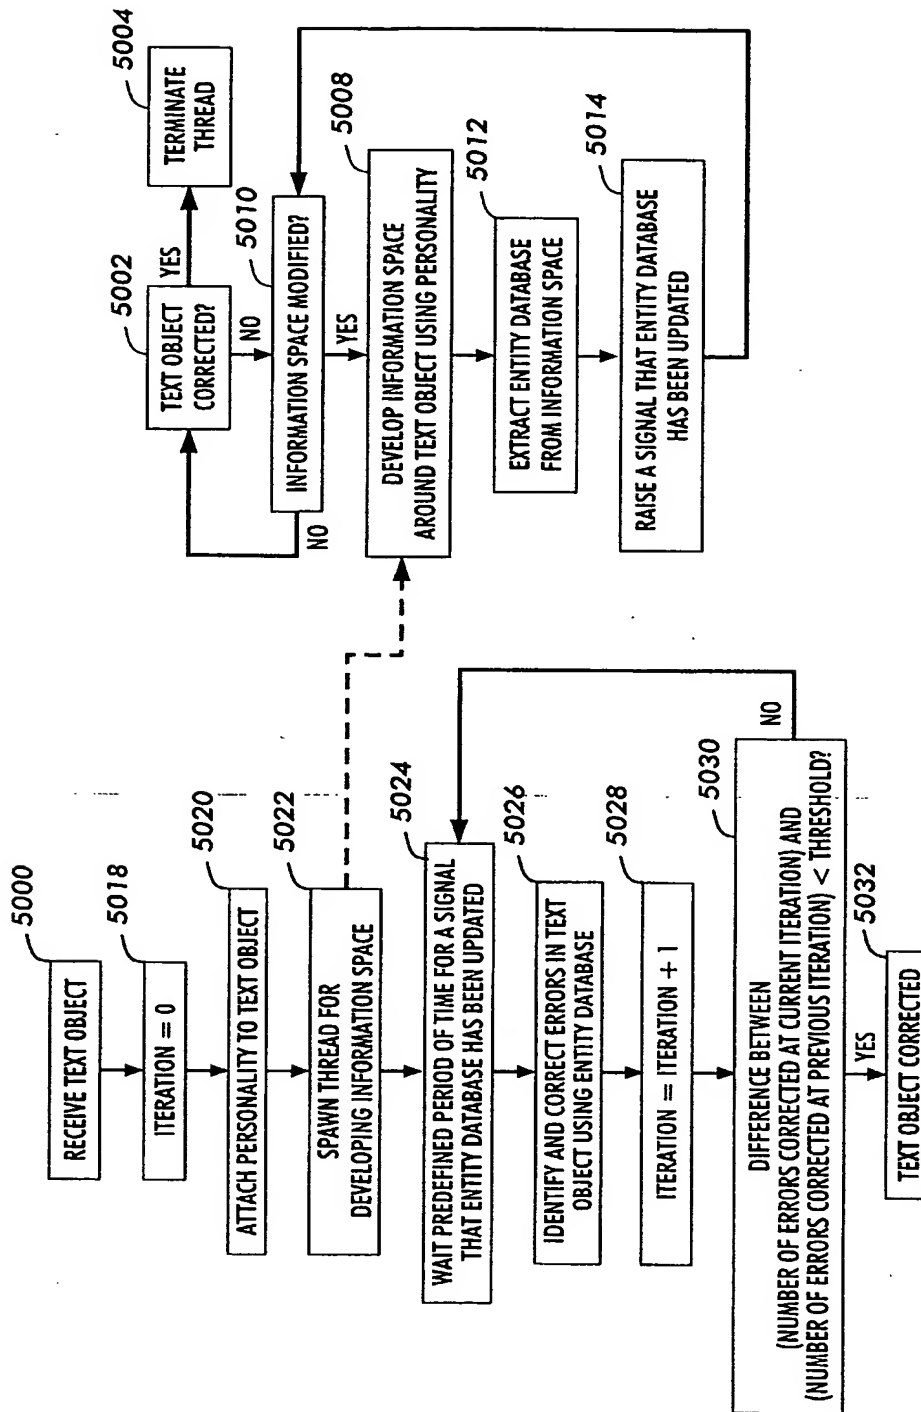 5000
RECEIVE TEXT OBJECT
5018
ITERATION = 0
5020
ATTACH PERSONALITY TO TEXT OBJECT
5022
SPAWN THREAD FOR
DEVELOPING INFORMATION SPACE
5024
WAIT PREDEFINED PERIOD OF TIME FOR A SIGNAL
THAT ENTITY DATABASE HAS BEEN UPDATED
5026
IDENTIFY AND CORRECT ERRORS IN TEXT
OBJECT USING ENTITY DATABASE
5028
ITERATION = ITERATION + 1
5030
DIFFERENCE BETWEEN
(NUMBER OF ERRORS CORRECTED AT CURRENT ITERATION) AND
(NUMBER OF ERRORS CORRECTED AT PREVIOUS ITERATION) < THRESHOLD?
NO
YES
5032
TEXT OBJECT CORRECTED
5002
TEXT OBJECT
CORRECTED?
YES
5004
TERMINATE
THREAD
NO
5010
INFORMATION SPACE MODIFIED?
NO
YES
5008
DEVELOP INFORMATION SPACE
AROUND TEXT OBJECT USING PERSONALITY
5012
EXTRACT ENTITY DATABASE
FROM INFORMATION SPACE
5014
RAISE A SIGNAL THAT ENTITY DATABASE
HAS BEEN UPDATED